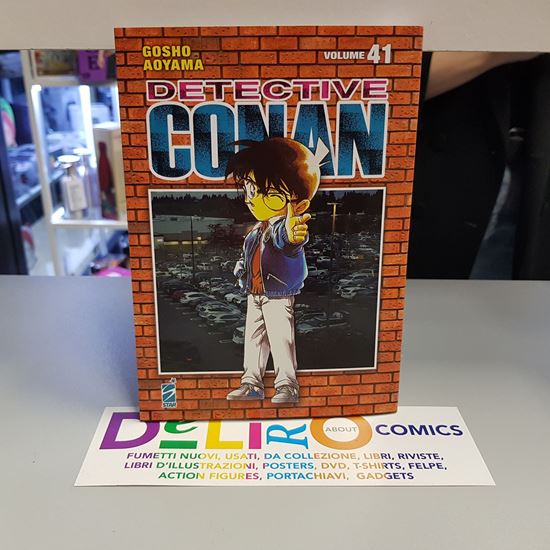 GOSHO
AOYAMA
VOLUME 41
DETECTIVE
CONAN
STAR
DeLiRO ABOUT COMICS
FUMETTI NUOVI, USATI, DA COLLEZIONE, LIBRI, RIVISTE,
LIBRI D'ILLUSTRAZIONI, POSTERS, DVD, T-SHIRTS, FELPE,
ACTION FIGURES, PORTACHIAVI, GADGETS